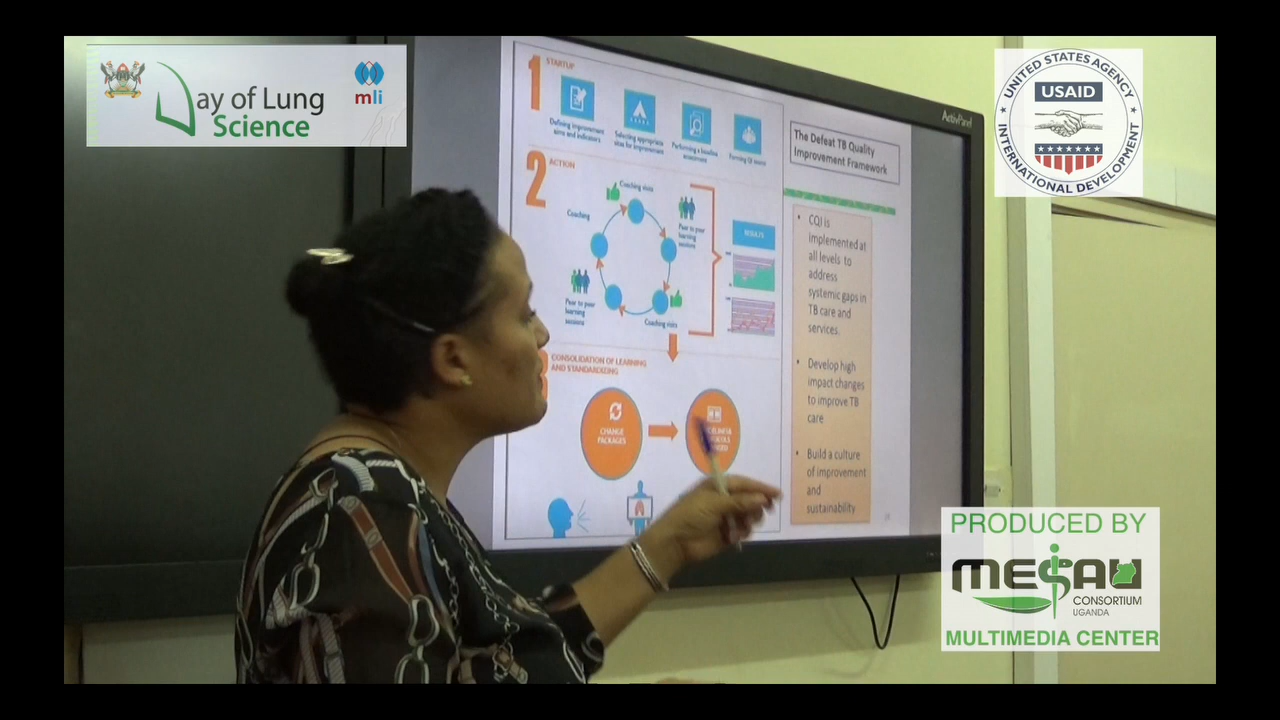 Day of Lung
Science
mli
UNITED STATES AGENCY
USAID
INTERNATIONAL DEVELOPMENT
ActivPanel
1 STARTUP
Defining improvement
aims and indicators
Selecting appropriate
sites for improvement
Performing a baseline
assessment
Forming QI teams
2 ACTION
Coaching visits
Coaching
Peer to peer
learning
sessions
Peer to peer
learning
sessions
Coaching visits
RESULTS
CONSOLIDATION OF LEARNING
AND STANDARDIZING
CHANGE
PACKAGES
The Defeat TB Quality
Improvement Framework
• CQI is
implemented at
all levels to
address
systemic gaps in
TB care and
services.
• Develop high
impact changes
to improve TB
care
• Build a culture
of improvement
and
sustainability
PRODUCED BY
MESAU
CONSORTIUM
UGANDA
MULTIMEDIA CENTER